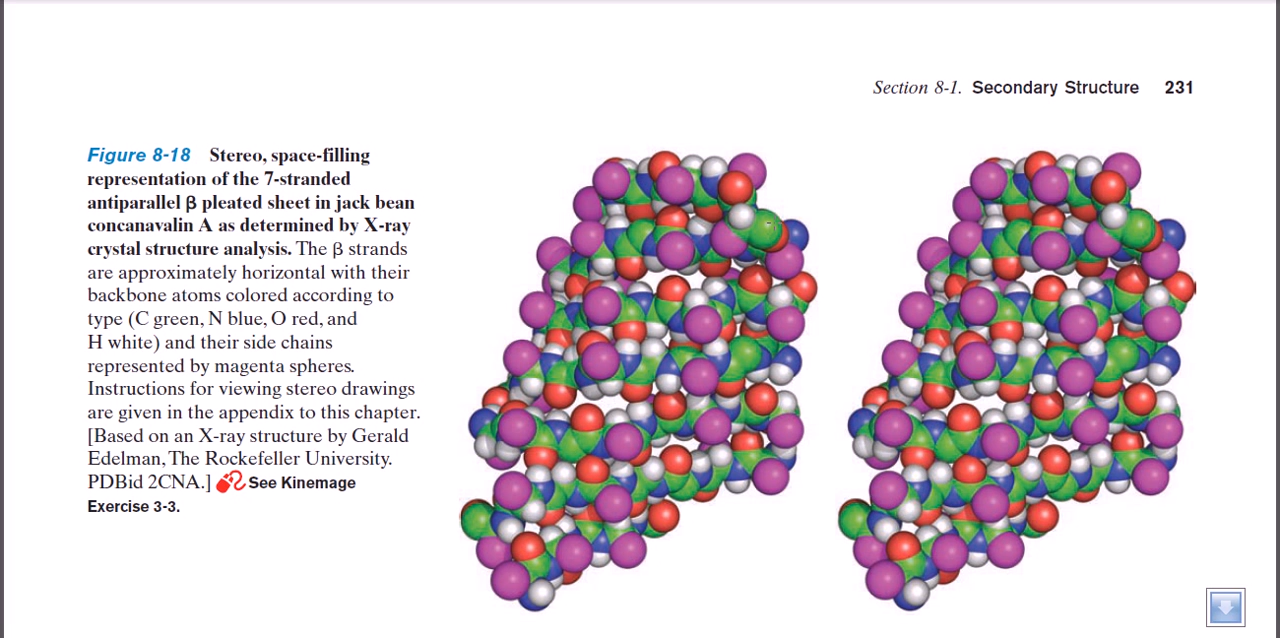 Section 8-1. Secondary Structure 231
Figure 8-18 Stereo, space-filling
representation of the 7-stranded
antiparallel β pleated sheet in jack bean
concanavalin A as determined by X-ray
crystal structure analysis. The β strands
are approximately horizontal with their
backbone atoms colored according to
type (C green, N blue, O red, and
H white) and their side chains
represented by magenta spheres.
Instructions for viewing stereo drawings
are given in the appendix to this chapter.
[Based on an X-ray structure by Gerald
Edelman, The Rockefeller University.
PDBid 2CNA.] See Kinemage
Exercise 3-3.